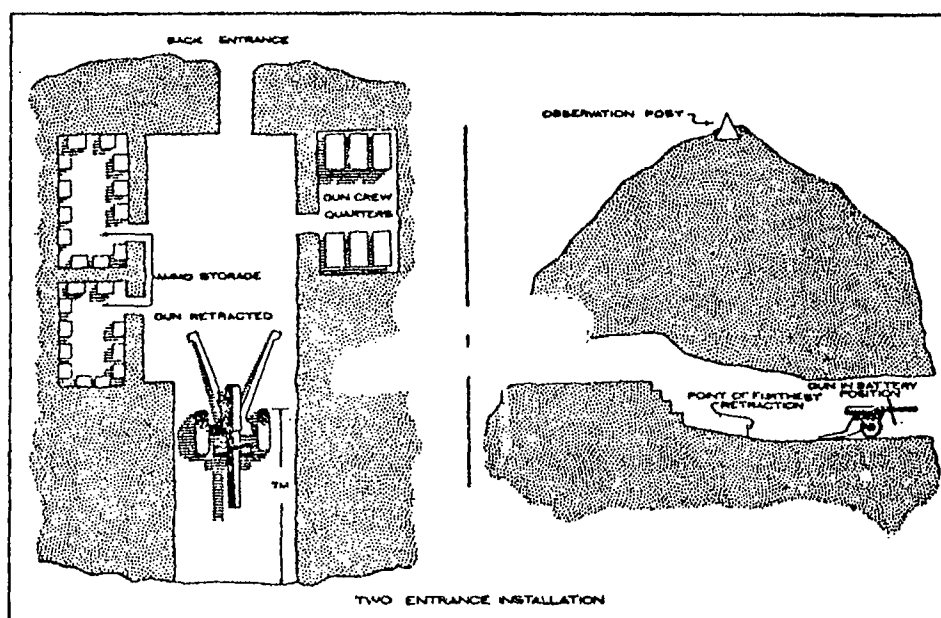 BACK ENTRANCE
GUN CREW
QUARTERS
AMMO STORAGE
GUN RETRACTED
7M
OBSERVATION POST
GUN IN BATTERY
POSITION
POINT OF FURTHEST
RETRACTION
TWO ENTRANCE INSTALLATION